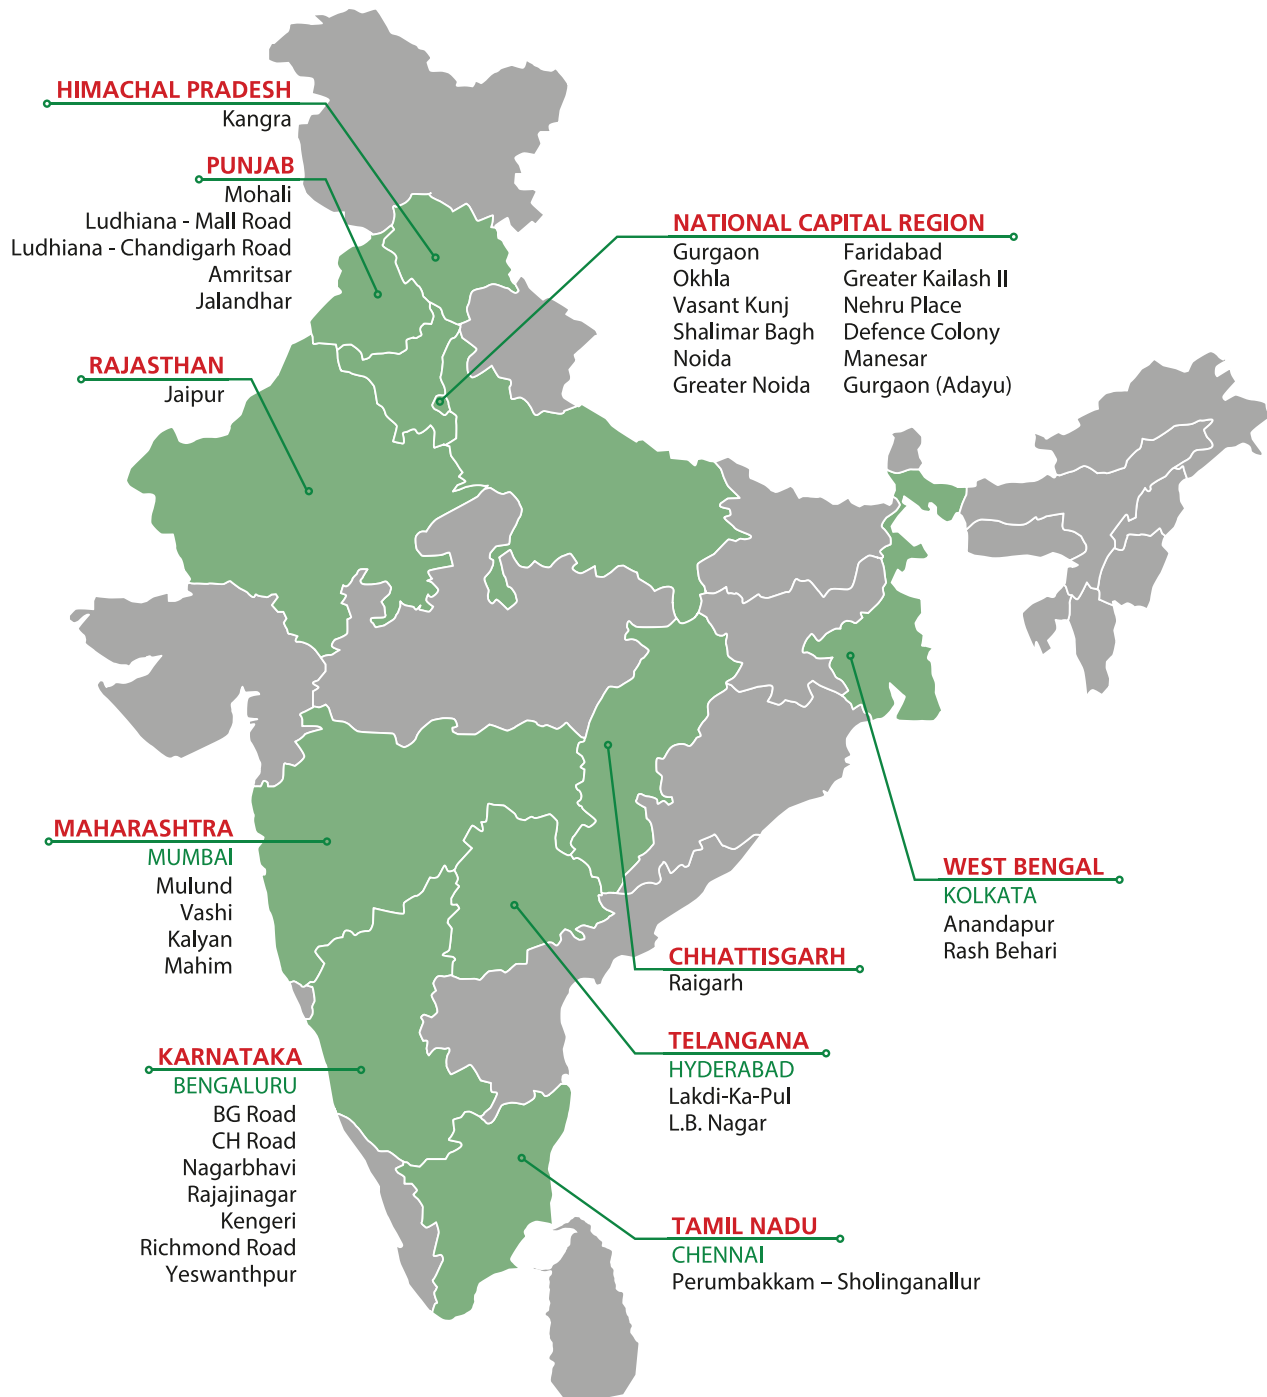 HIMACHAL PRADESH
Kangra
PUNJAB
Mohali
Ludhiana - Mall Road
Ludhiana - Chandigarh Road
Amritsar
Jalandhar
NATIONAL CAPITAL REGION
Gurgaon Faridabad
Okhla Greater Kailash II
Vasant Kunj Nehru Place
Shalimar Bagh Defence Colony
Noida Manesar
Greater Noida Gurgaon (Adayu)
RAJASTHAN
Jaipur
MAHARASHTRA
MUMBAI
Mulund
Vashi
Kalyan
Mahim
WEST BENGAL
KOLKATA
Anandapur
Rash Behari
CHHATTISGARH
Raigarh
TELANGANA
HYDERABAD
Lakdi-Ka-Pul
L.B. Nagar
KARNATAKA
BENGALURU
BG Road
CH Road
Nagarbhavi
Rajajinagar
Kengeri
Richmond Road
Yeswanthpur
TAMIL NADU
CHENNAI
Perumbakkam – Sholinganallur